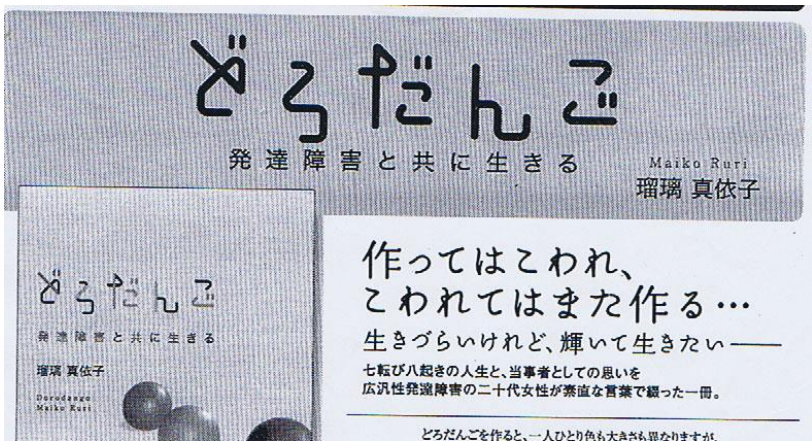 どろだんご
発達障害と共に生きる
Maiko Ruri
瑠璃 真依子
どろだんご
発達障害と共に生きる
瑠璃 真依子
Dorodango
Maiko Ruri
作ってはこわれ、
こわれてはまた作る…
生きづらいけれど、輝いて生きたい――
七転び八起きの人生と、当事者としての思いを
広汎性発達障害の二十代女性が素直な言葉で綴った一冊。
どろだんごを作ると、一人ひとり色も大きさも異なりますが、